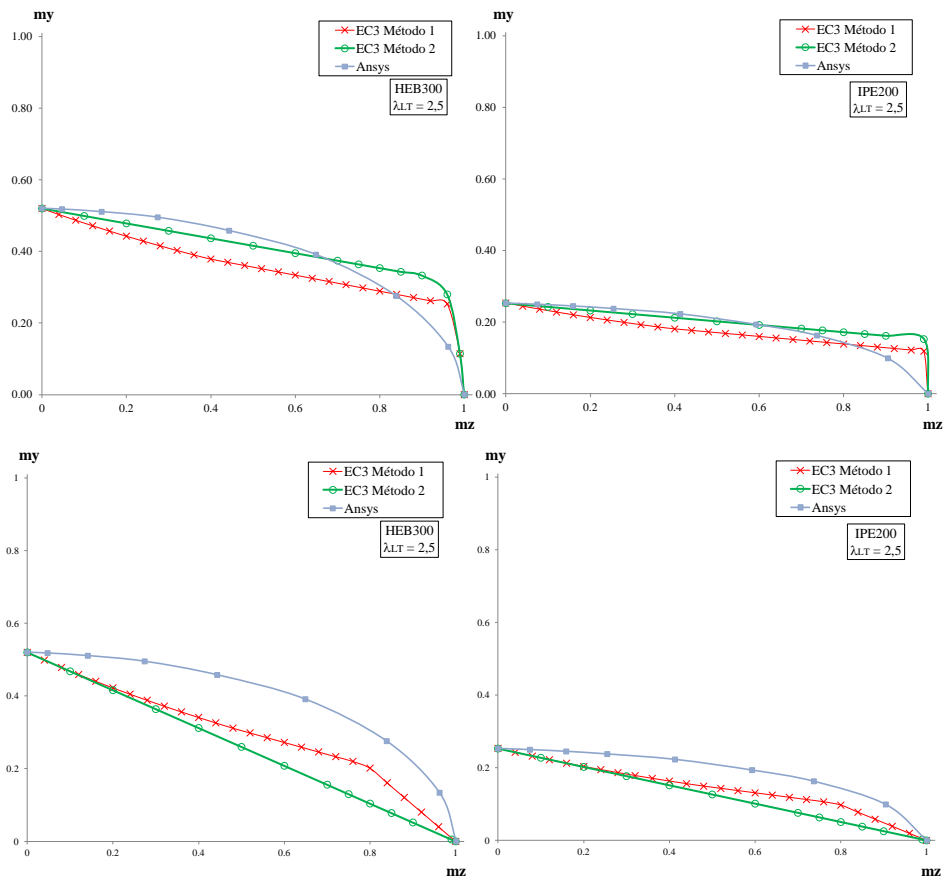 my
EC3 Método 1
EC3 Método 2
Ansys
HEB300
λLT = 2,5
1.00
0.80
0.60
0.40
0.20
0.00
0
0.2
0.4
0.6
0.8
1
mz
my
EC3 Método 1
EC3 Método 2
Ansys
IPE200
λLT = 2,5
1.00
0.80
0.60
0.40
0.20
0.00
0
0.2
0.4
0.6
0.8
1
mz
my
EC3 Método 1
EC3 Método 2
Ansys
HEB300
λLT = 2,5
1
0.8
0.6
0.4
0.2
0
0
0.2
0.4
0.6
0.8
1
mz
my
EC3 Método 1
EC3 Método 2
Ansys
IPE200
λLT = 2,5
1
0.8
0.6
0.4
0.2
0
0
0.2
0.4
0.6
0.8
1
mz